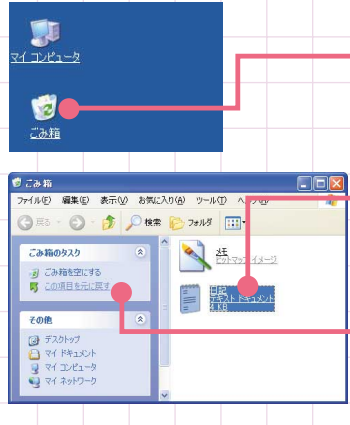 マイ コンピュータ
ごみ箱
ごみ箱
ファイル(F) 編集(E) 表示(V) お気に入り(A) ツール(T)
戻る 検索 フォルダ
ごみ箱のタスク
ごみ箱を空にする
この項目を元に戻す
その他
デスクトップ
マイ ドキュメント
マイ コンピュータ
マイ ネットワーク
メモ
ビットマップ イメージ
日記
テキスト ドキュメント
4 KB